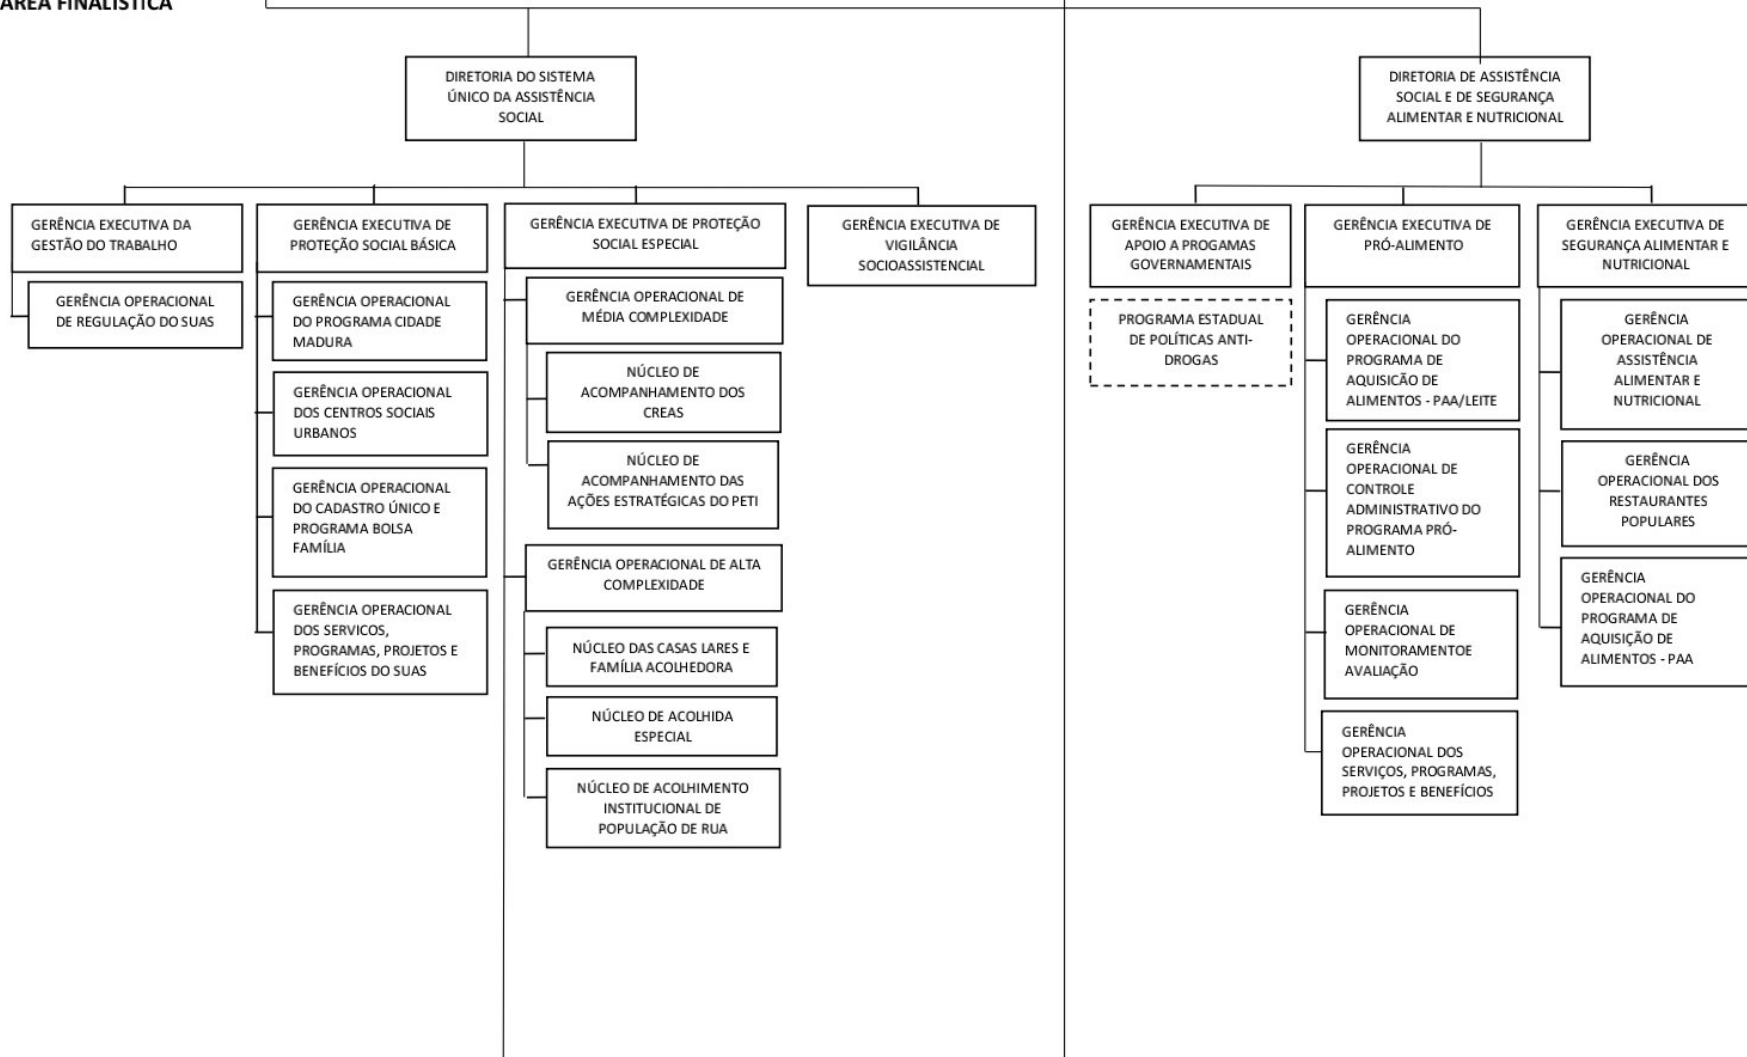 ÁREA FINALÍSTICA
DIRETORIA DO SISTEMA
ÚNICO DA ASSISTÊNCIA
SOCIAL
DIRETORIA DE ASSISTÊNCIA
SOCIAL E DE SEGURANÇA
ALIMENTAR E NUTRICIONAL
GERÊNCIA EXECUTIVA DA
GESTÃO DO TRABALHO
GERÊNCIA OPERACIONAL
DE REGULAÇÃO DO SUAS
GERÊNCIA EXECUTIVA DE
PROTEÇÃO SOCIAL BÁSICA
GERÊNCIA OPERACIONAL
DO PROGRAMA CIDADE
MADURA
GERÊNCIA OPERACIONAL
DOS CENTROS SOCIAIS
URBANOS
GERÊNCIA OPERACIONAL
DO CADASTRO ÚNICO E
PROGRAMA BOLSA
FAMÍLIA
GERÊNCIA OPERACIONAL
DOS SERVICOS,
PROGRAMAS, PROJETOS E
BENEFÍCIOS DO SUAS
GERÊNCIA EXECUTIVA DE PROTEÇÃO
SOCIAL ESPECIAL
GERÊNCIA OPERACIONAL DE
MÉDIA COMPLEXIDADE
NÚCLEO DE
ACOMPANHAMENTO DOS
CREAS
NÚCLEO DE
ACOMPANHAMENTO DAS
AÇÕES ESTRATÉGICAS DO PETI
GERÊNCIA OPERACIONAL DE ALTA
COMPLEXIDADE
NÚCLEO DAS CASAS LARES E
FAMÍLIA ACOLHEDORA
NÚCLEO DE ACOLHIDA
ESPECIAL
NÚCLEO DE ACOLHIMENTO
INSTITUCIONAL DE
POPULAÇÃO DE RUA
GERÊNCIA EXECUTIVA DE
VIGILÂNCIA
SOCIOASSISTENCIAL
GERÊNCIA EXECUTIVA DE
APOIO A PROGAMAS
GOVERNAMENTAIS
PROGRAMA ESTADUAL
DE POLÍTICAS ANTI-
DROGAS
GERÊNCIA EXECUTIVA DE
PRÓ-ALIMENTO
GERÊNCIA
OPERACIONAL DO
PROGRAMA DE
AQUISICÃO DE
ALIMENTOS - PAA/LEITE
GERÊNCIA
OPERACIONAL DE
CONTROLE
ADMINISTRATIVO DO
PROGRAMA PRÓ-
ALIMENTO
GERÊNCIA
OPERACIONAL DE
MONITORAMENTOE
AVALIAÇÃO
GERÊNCIA
OPERACIONAL DOS
SERVIÇOS, PROGRAMAS,
PROJETOS E BENEFÍCIOS
GERÊNCIA EXECUTIVA DE
SEGURANÇA ALIMENTAR E
NUTRICIONAL
GERÊNCIA
OPERACIONAL DE
ASSISTÊNCIA
ALIMENTAR E
NUTRICIONAL
GERÊNCIA
OPERACIONAL DOS
RESTAURANTES
POPULARES
GERÊNCIA
OPERACIONAL DO
PROGRAMA DE
AQUISIÇÃO DE
ALIMENTOS - PAA